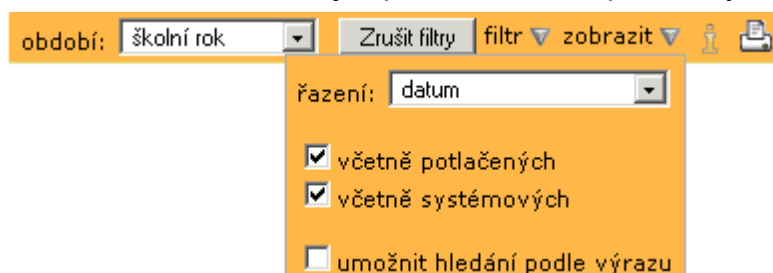 období: školní rok Zrušit filtry filtr zobrazit
řazení: datum
včetně potlačených
včetně systémových
umožnit hledání podle výrazu